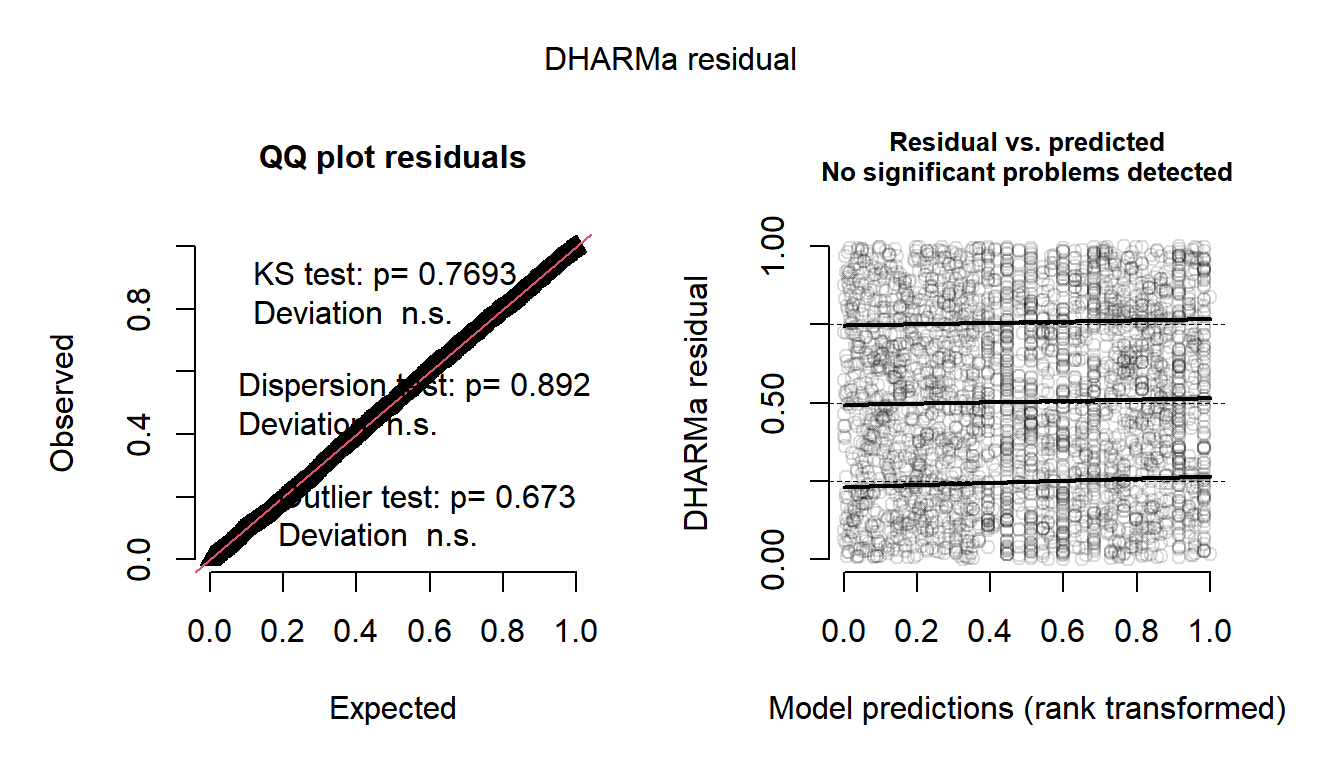 DHARMa residual
QQ plot residuals
KS test: p= 0.7693
Deviation  n.s.
Dispersion test: p= 0.892
Deviation  n.s.
Outlier test: p= 0.673
Deviation  n.s.
Observed
0.0
0.4
0.8
0.0 0.2 0.4 0.6 0.8 1.0
Expected
Residual vs. predicted
No significant problems detected
DHARMa residual
0.00
0.50
1.00
0.0 0.2 0.4 0.6 0.8 1.0
Model predictions (rank transformed)